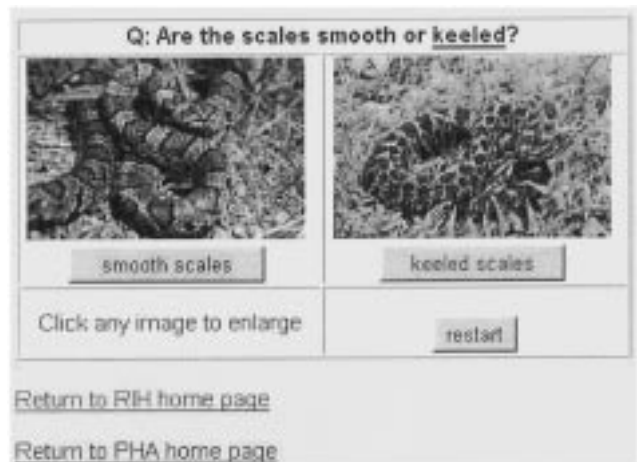 Q: Are the scales smooth or keeled?
smooth scales
keeled scales
Click any image to enlarge
restart
Return to RIH home page
Return to PHA home page